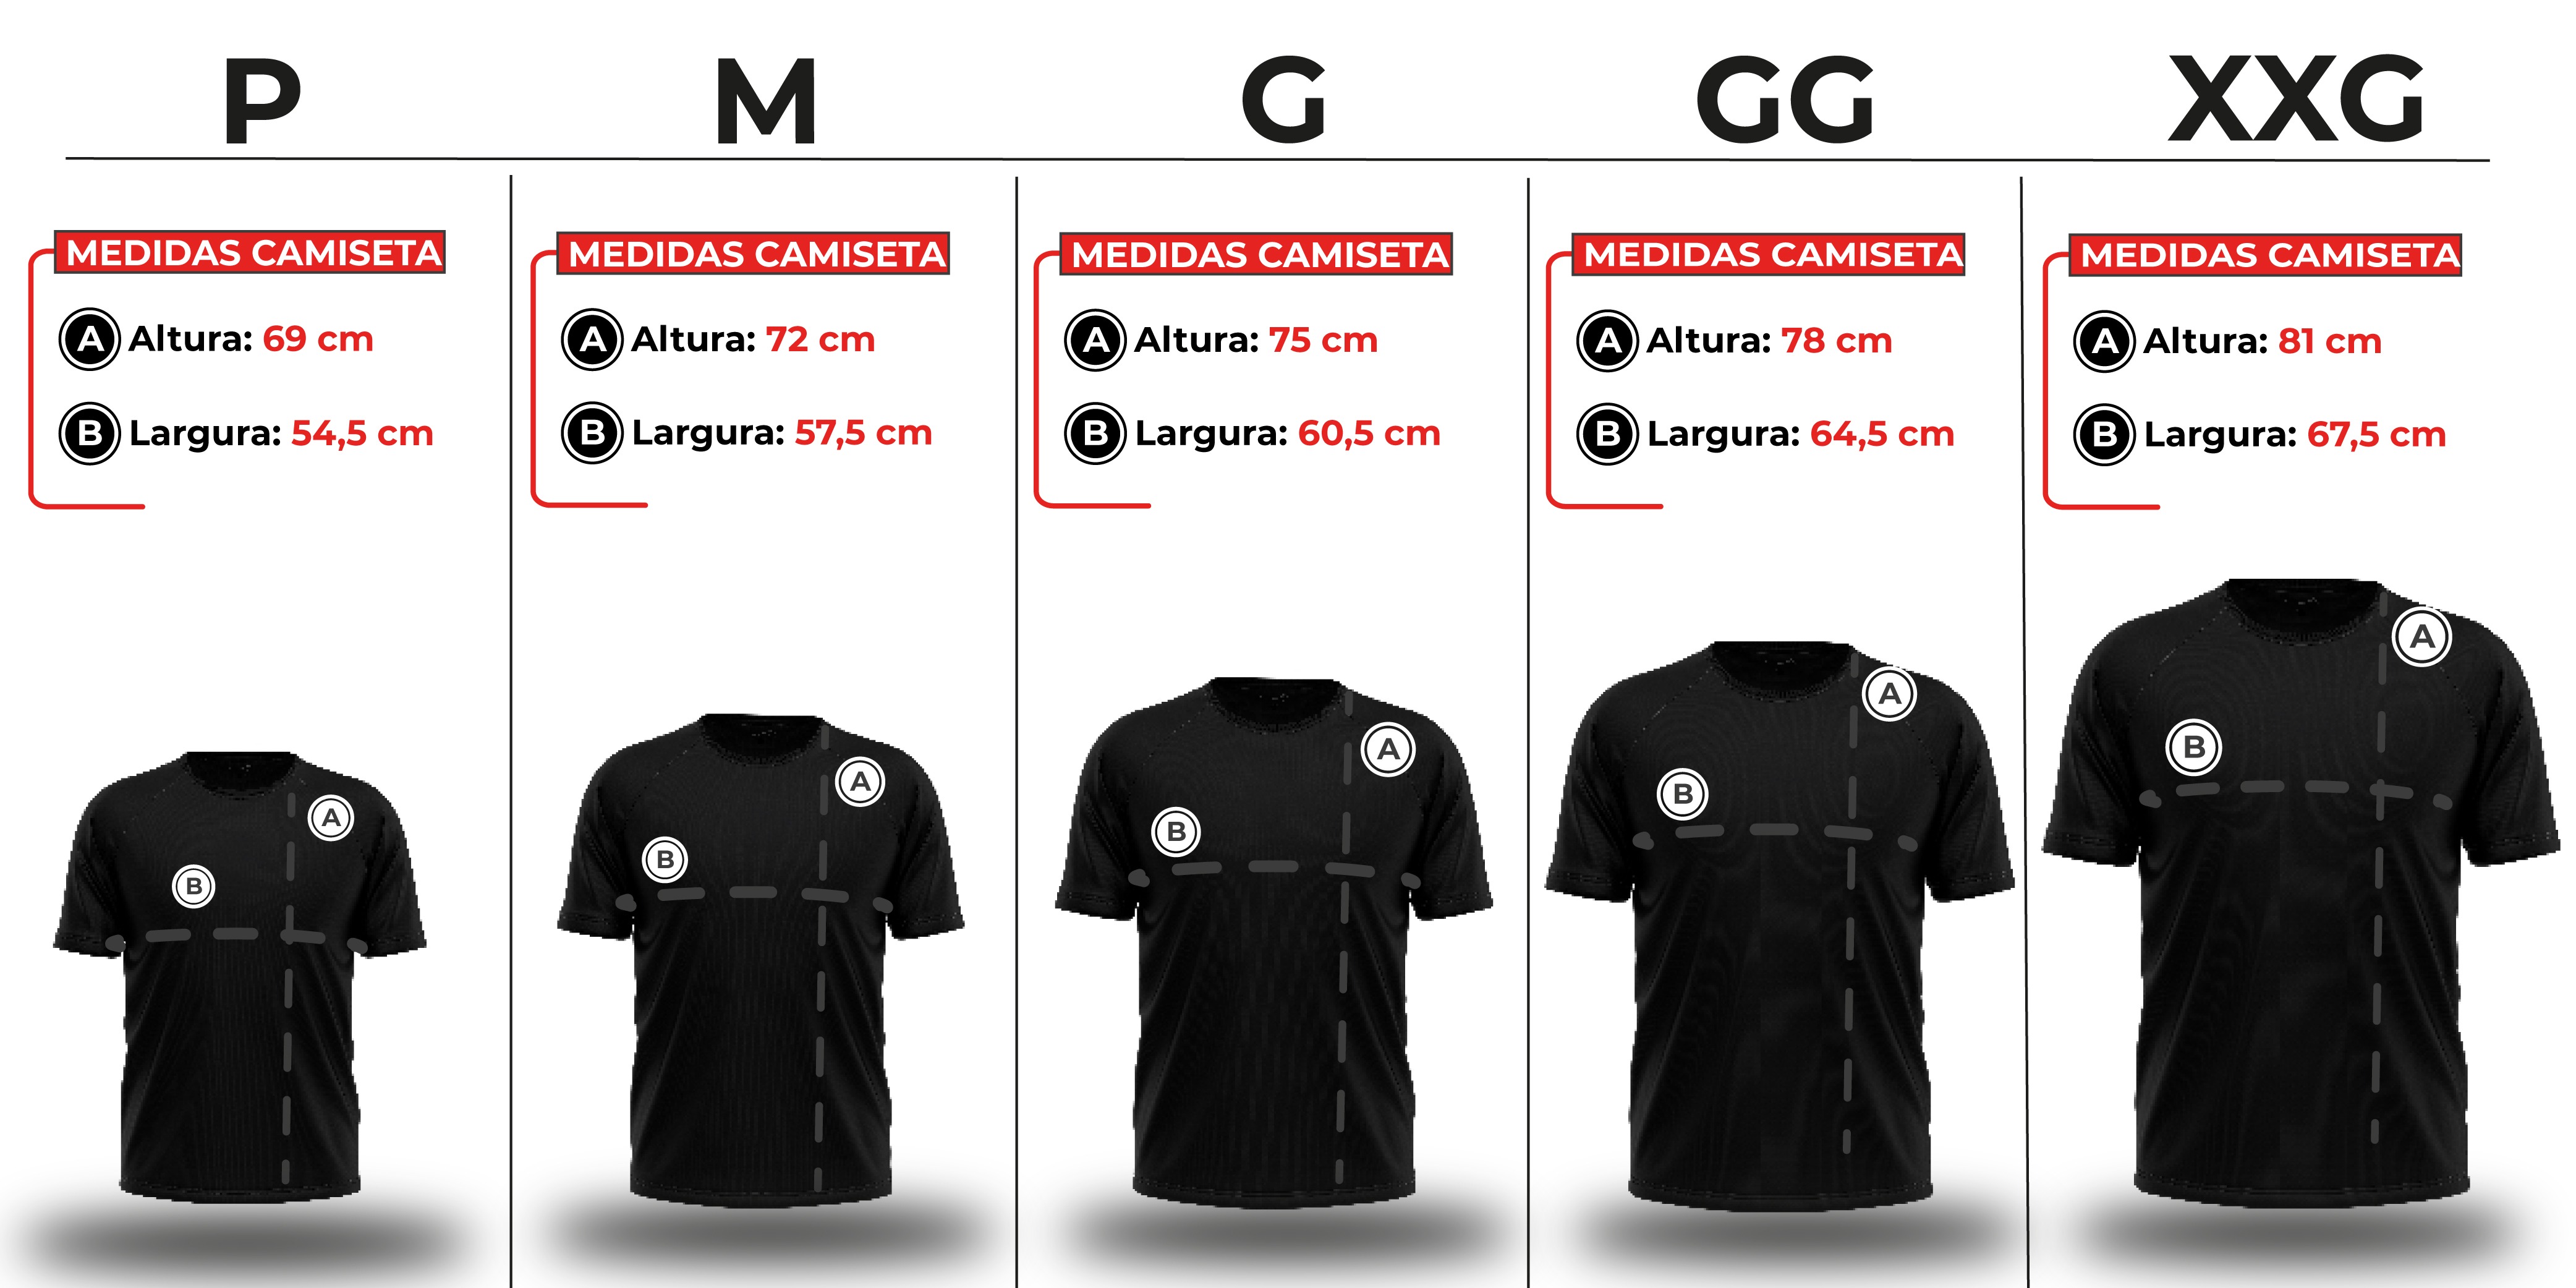 P
M
G
GG
XXG
MEDIDAS CAMISETA
A Altura: 69 cm
B Largura: 54,5 cm
A
B
MEDIDAS CAMISETA
A Altura: 72 cm
B Largura: 57,5 cm
A
B
MEDIDAS CAMISETA
A Altura: 75 cm
B Largura: 60,5 cm
A
B
MEDIDAS CAMISETA
A Altura: 78 cm
B Largura: 64,5 cm
A
B
MEDIDAS CAMISETA
A Altura: 81 cm
B Largura: 67,5 cm
A
B